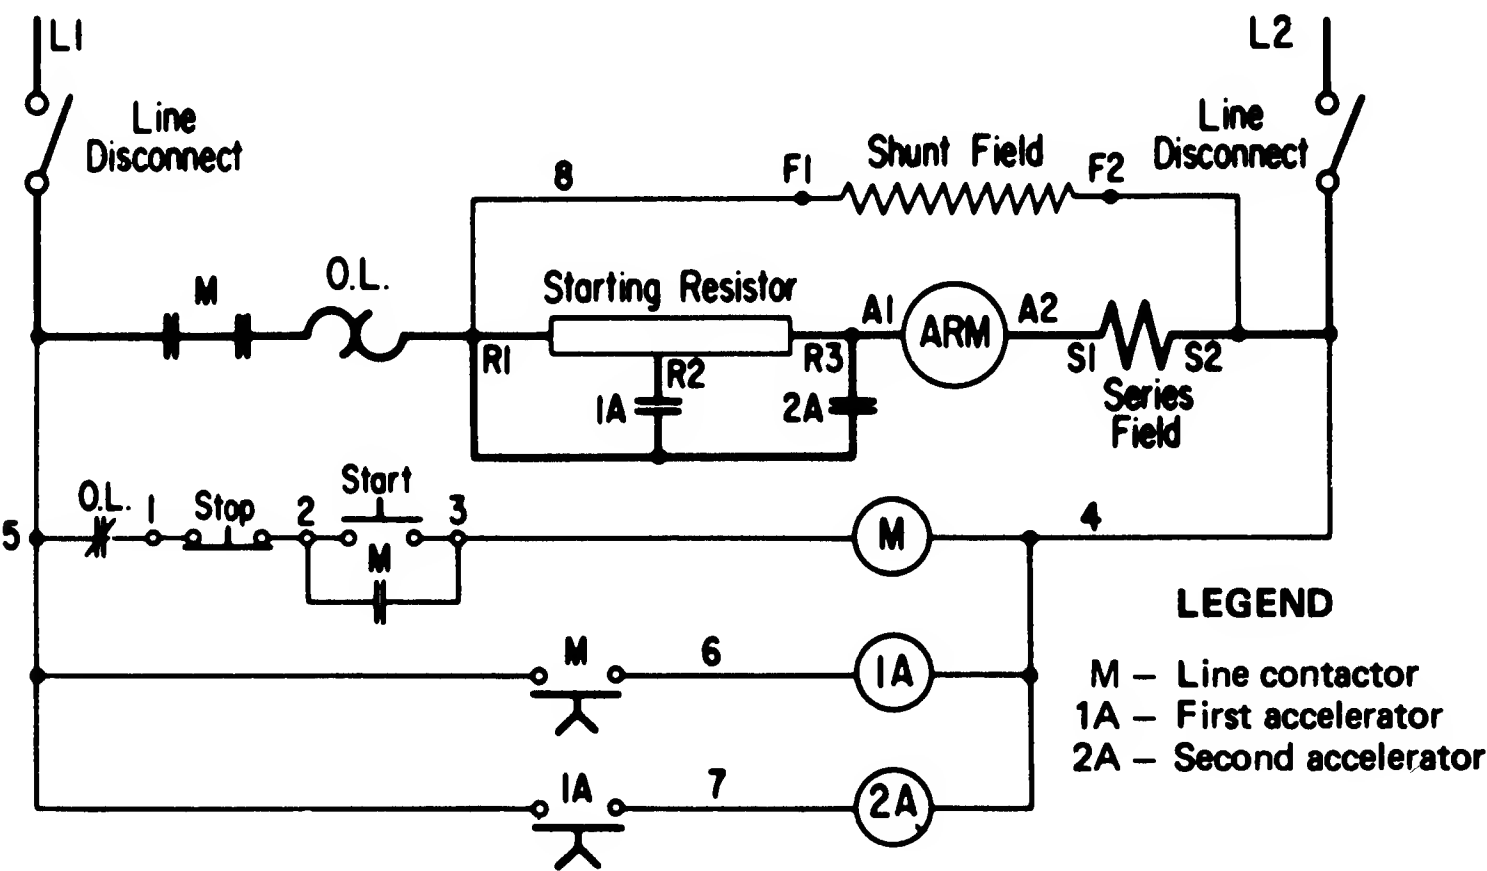 L1
L2
Line
Disconnect
Line
Disconnect
8
F1
Shunt Field
F2
M
O.L.
Starting Resistor
A1
ARM
A2
R1
R2
R3
S1
S2
1A
2A
Series
Field
5
O.L.
1
Stop
2
Start
3
M
M
4
M
6
1A
1A
7
2A
LEGEND
M – Line contactor
1A – First accelerator
2A – Second accelerator